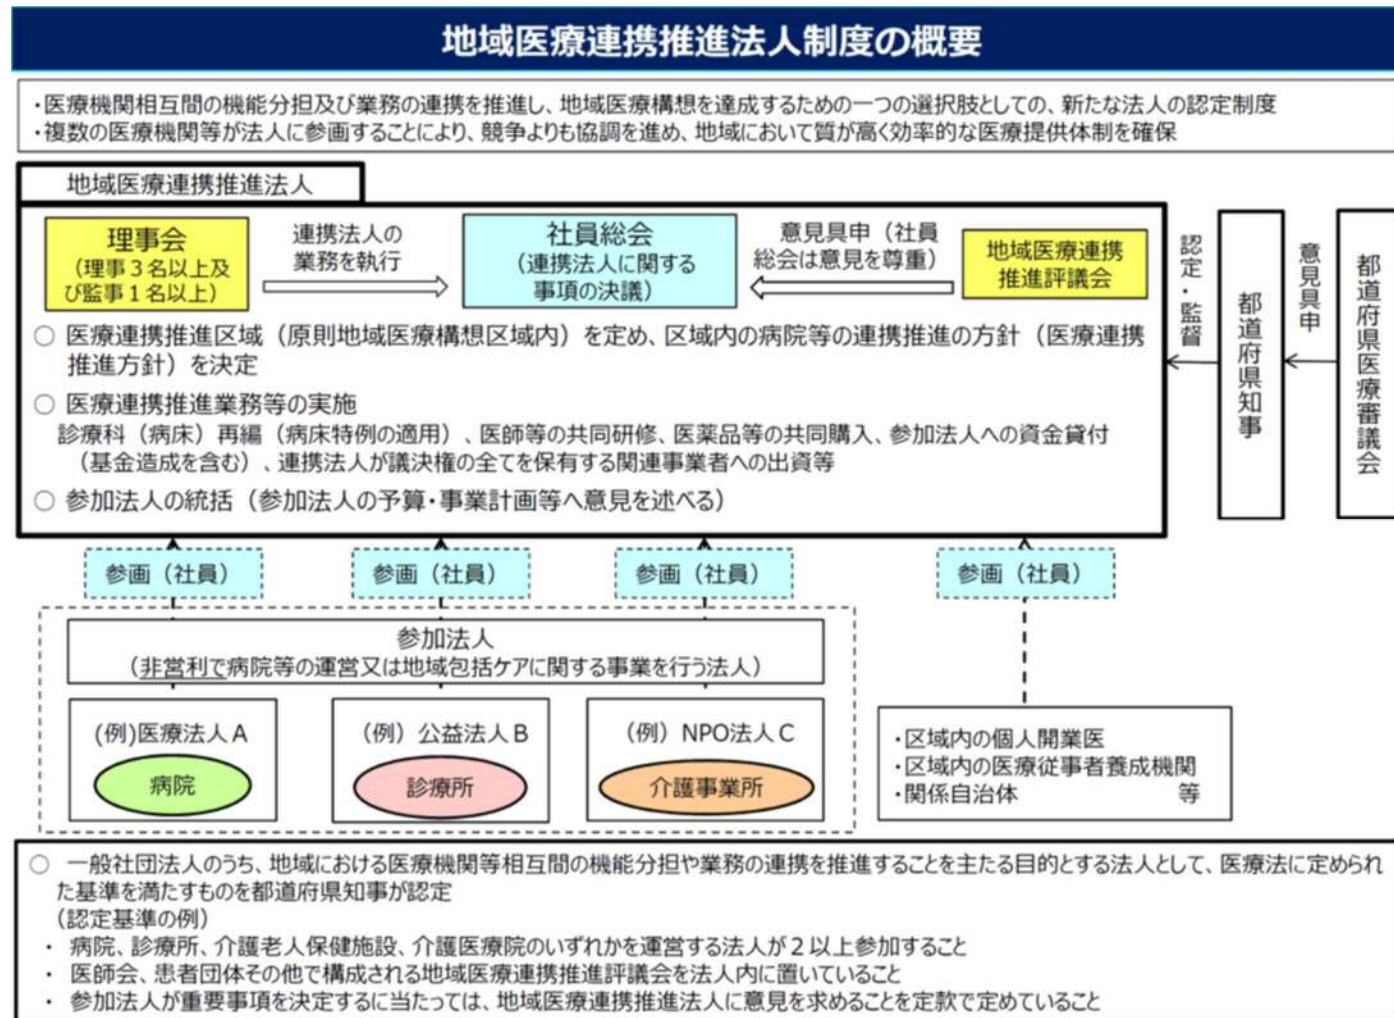 地域医療連携推進法人制度の概要
・医療機関相互間の機能分担及び業務の連携を推進し、地域医療構想を達成するための一つの選択肢としての、新たな法人の認定制度
・複数の医療機関等が法人に参画することにより、競争よりも協調を進め、地域において質が高く効率的な医療提供体制を確保
地域医療連携推進法人
理事会
（理事３名以上及
び監事１名以上）
連携法人の
業務を執行
社員総会
（連携法人に関する
事項の決議）
意見具申（社員
総会は意見を尊重）
地域医療連携
推進評議会
認定・監督
都道府県知事
意見具申
都道府県医療審議会
○ 医療連携推進区域（原則地域医療構想区域内）を定め、区域内の病院等の連携推進の方針（医療連携
推進方針）を決定
○ 医療連携推進業務等の実施
診療科（病床）再編（病床特例の適用）、医師等の共同研修、医薬品等の共同購入、参加法人への資金貸付
（基金造成を含む）、連携法人が議決権の全てを保有する関連事業者への出資等
○ 参加法人の統括（参加法人の予算・事業計画等へ意見を述べる）
参画（社員）
参画（社員）
参画（社員）
参画（社員）
参加法人
（非営利で病院等の運営又は地域包括ケアに関する事業を行う法人）
(例)医療法人Ａ
病院
（例）公益法人Ｂ
診療所
（例）NPO法人Ｃ
介護事業所
・区域内の個人開業医
・区域内の医療従事者養成機関
・関係自治体 等
○ 一般社団法人のうち、地域における医療機関等相互間の機能分担や業務の連携を推進することを主たる目的とする法人として、医療法に定められ
た基準を満たすものを都道府県知事が認定
（認定基準の例）
・ 病院、診療所、介護老人保健施設、介護医療院のいずれかを運営する法人が２以上参加すること
・ 医師会、患者団体その他で構成される地域医療連携推進評議会を法人内に置いていること
・ 参加法人が重要事項を決定するに当たっては、地域医療連携推進法人に意見を求めることを定款で定めていること